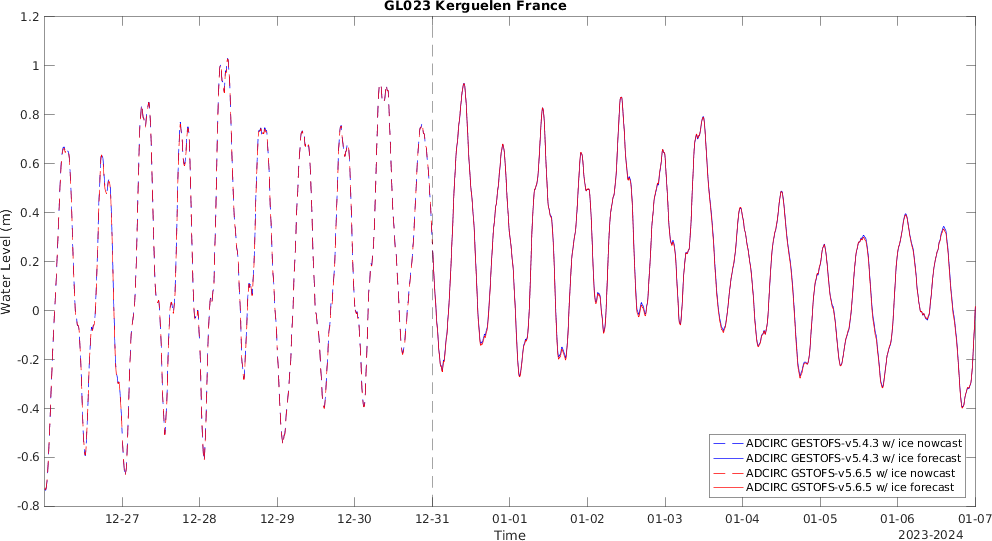 GL023 Kerguelen France
1.2
1
0.8
0.6
0.4
0.2
0
-0.2
-0.4
-0.6
-0.8
Water Level (m)
ADCIRC GESTOFS-v5.4.3 w/ ice nowcast
ADCIRC GESTOFS-v5.4.3 w/ ice forecast
ADCIRC GSTOFS-v5.6.5 w/ ice nowcast
ADCIRC GSTOFS-v5.6.5 w/ ice forecast
12-27 12-28 12-29 12-30 12-31 01-01 01-02 01-03 01-04 01-05 01-06 01-07
Time
2023-2024